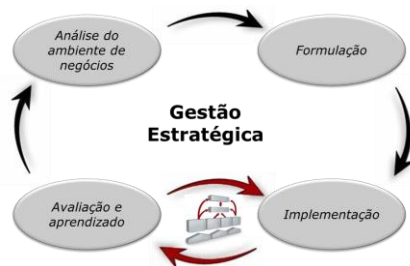 Análise do
ambiente de
negócios
Formulação
Gestão
Estratégica
Avaliação e
aprendizado
Implementação